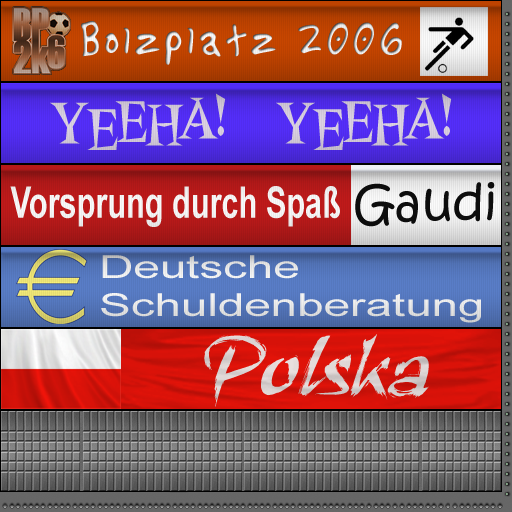 BP
2K6
Bolzplatz 2006
YEEHA! YEEHA!
Vorsprung durch Spaß
Gaudi
€ Deutsche
Schuldenberatung
Polska